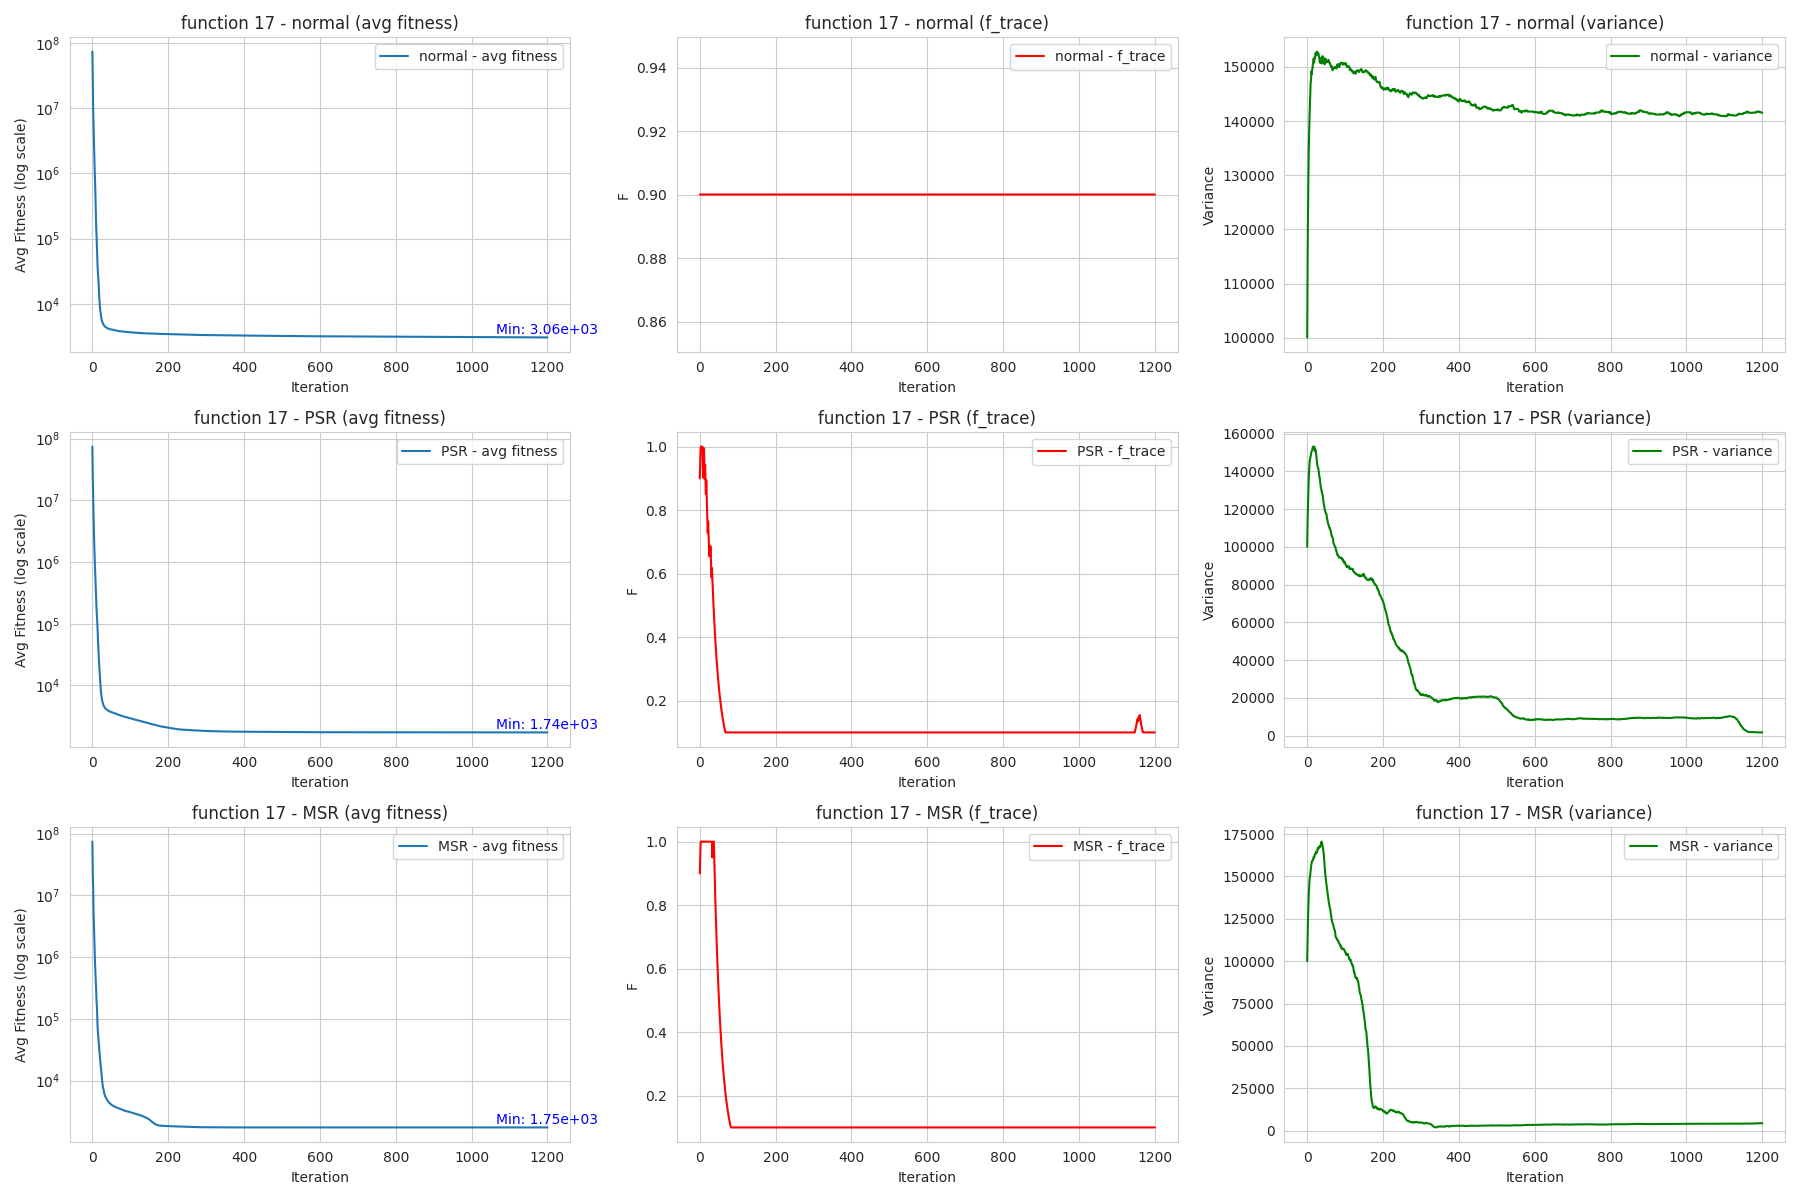 function 17 - normal (avg fitness)
Avg Fitness (log scale)
10^8
10^7
10^6
10^5
10^4
normal - avg fitness
Min: 3.06e+03
0 200 400 600 800 1000 1200
Iteration
function 17 - normal (f_trace)
F
0.94
0.92
0.90
0.88
0.86
normal - f_trace
0 200 400 600 800 1000 1200
Iteration
function 17 - normal (variance)
Variance
150000
140000
130000
120000
110000
100000
normal - variance
0 200 400 600 800 1000 1200
Iteration
function 17 - PSR (avg fitness)
Avg Fitness (log scale)
10^8
10^7
10^6
10^5
10^4
PSR - avg fitness
Min: 1.74e+03
0 200 400 600 800 1000 1200
Iteration
function 17 - PSR (f_trace)
F
1.0
0.8
0.6
0.4
0.2
PSR - f_trace
0 200 400 600 800 1000 1200
Iteration
function 17 - PSR (variance)
Variance
160000
140000
120000
100000
80000
60000
40000
20000
0
PSR - variance
0 200 400 600 800 1000 1200
Iteration
function 17 - MSR (avg fitness)
Avg Fitness (log scale)
10^8
10^7
10^6
10^5
10^4
MSR - avg fitness
Min: 1.75e+03
0 200 400 600 800 1000 1200
Iteration
function 17 - MSR (f_trace)
F
1.0
0.8
0.6
0.4
0.2
MSR - f_trace
0 200 400 600 800 1000 1200
Iteration
function 17 - MSR (variance)
Variance
175000
150000
125000
100000
75000
50000
25000
0
MSR - variance
0 200 400 600 800 1000 1200
Iteration